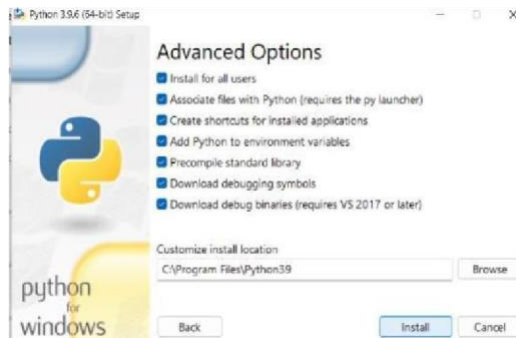 Python 3.9.6 (64-bit) Setup
Advanced Options
Install for all users
Associate files with Python (requires the py launcher)
Create shortcuts for installed applications
Add Python to environment variables
Precompile standard library
Download debugging symbols
Download debug binaries (requires VS 2017 or later)
Customize install location
C:\Program Files\Python39
Browse
python
for
windows
Back
Install
Cancel